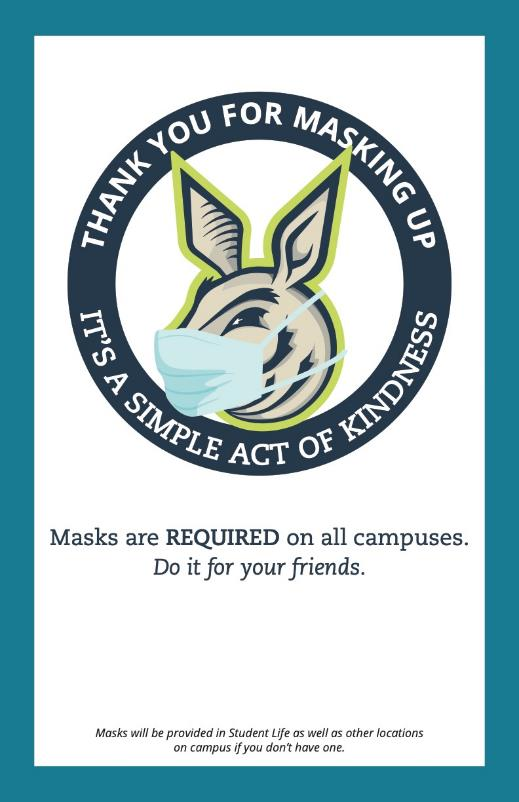 THANK YOU FOR MASKING UP
IT'S A SIMPLE ACT OF KINDNESS
Masks are REQUIRED on all campuses.
Do it for your friends.
Masks will be provided in Student Life as well as other locations
on campus if you don't have one.